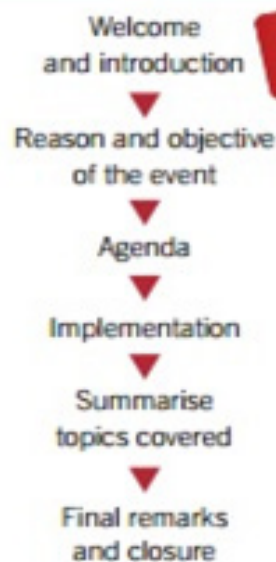 Welcome
and introduction
Reason and objective
of the event
Agenda
Implementation
Summarise
topics covered
Final remarks
and closure